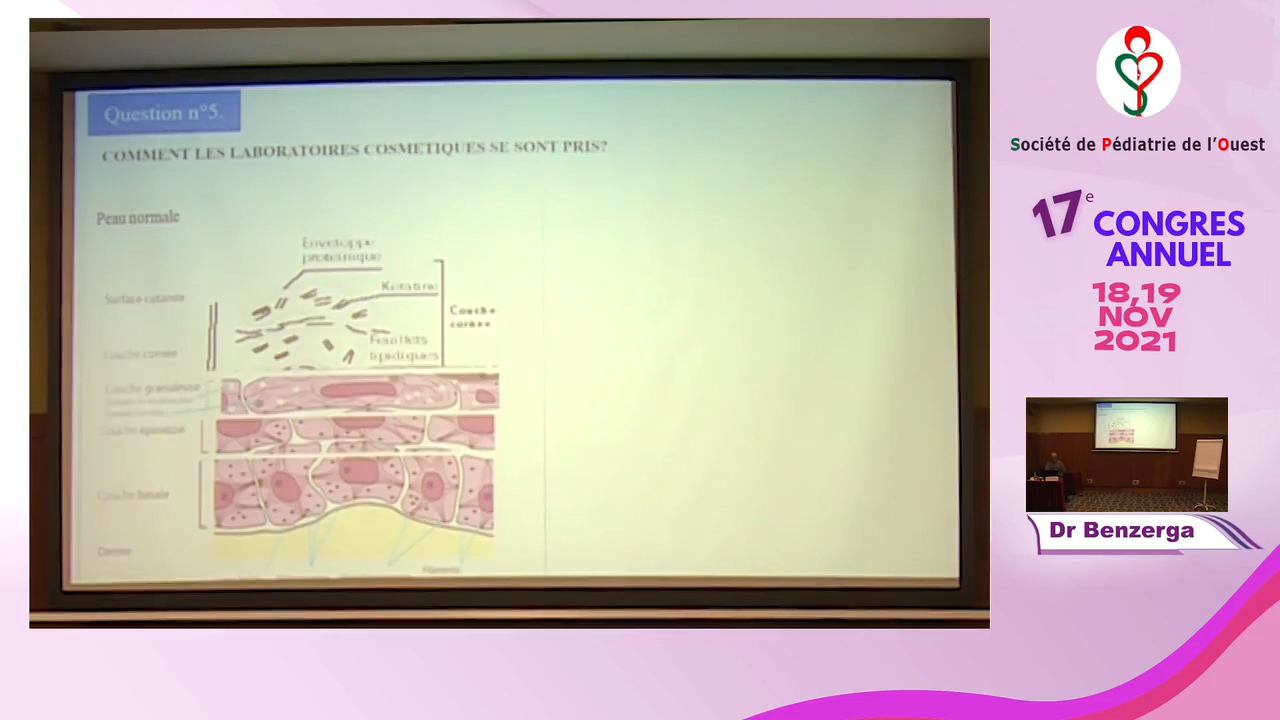 Question n°5.
COMMENT LES LABORATOIRES COSMETIQUES SE SONT PRIS?
Peau normale
Enveloppe
protéinique
Kératine
Surface cutanée
Couche
cornée
Feuillets
lipidiques
Couche cornée
Couche granuleuse
Couche épineuse
Couche basale
Derme
Filaments
Société de Pédiatrie de l'Ouest
17e
CONGRES
ANNUEL
18,19
NOV
2021
Dr Benzerga